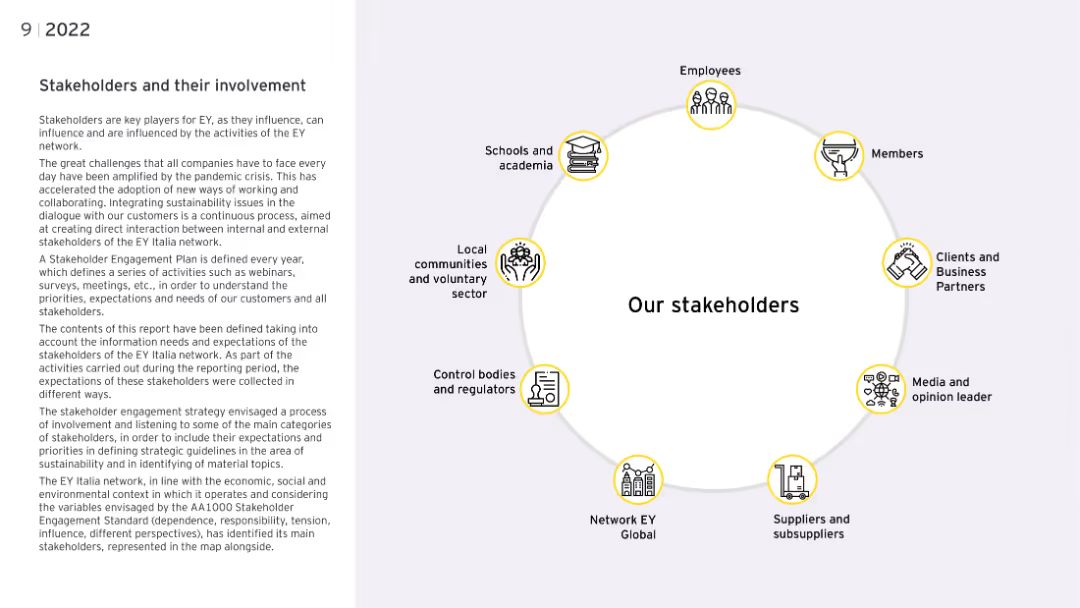 9 | 2022
Stakeholders and their involvement
Stakeholders are key players for EY, as they influence, can
influence and are influenced by the activities of the EY
network.
The great challenges that all companies have to face every
day have been amplified by the pandemic crisis. This has
accelerated the adoption of new ways of working and
collaborating. Integrating sustainability issues in the
dialogue with our customers is a continuous process, aimed
at creating direct interaction between internal and external
stakeholders of the EY Italia network.
A Stakeholder Engagement Plan is defined every year,
which defines a series of activities such as webinars,
surveys, meetings, etc., in order to understand the
priorities, expectations and needs of our customers and all
stakeholders.
The contents of this report have been defined taking into
account the information needs and expectations of the
stakeholders of the EY Italia network. As part of the
activities carried out during the reporting period, the
expectations of these stakeholders were collected in
different ways.
The stakeholder engagement strategy envisaged a process
of involvement and listening to some of the main categories
of stakeholders, in order to include their expectations and
priorities in defining strategic guidelines in the area of
sustainability and in identifying of material topics.
The EY Italia network, in line with the economic, social and
environmental context in which it operates and considering
the variables envisaged by the AA1000 Stakeholder
Engagement Standard (dependence, responsibility, tension,
influence, different perspectives), has identified its main
stakeholders, represented in the map alongside.
Employees
Members
Clients and
Business
Partners
Media and
opinion leader
Suppliers and
subsuppliers
Network EY
Global
Control bodies
and regulators
Local
communities
and voluntary
sector
Schools and
academia
Our stakeholders